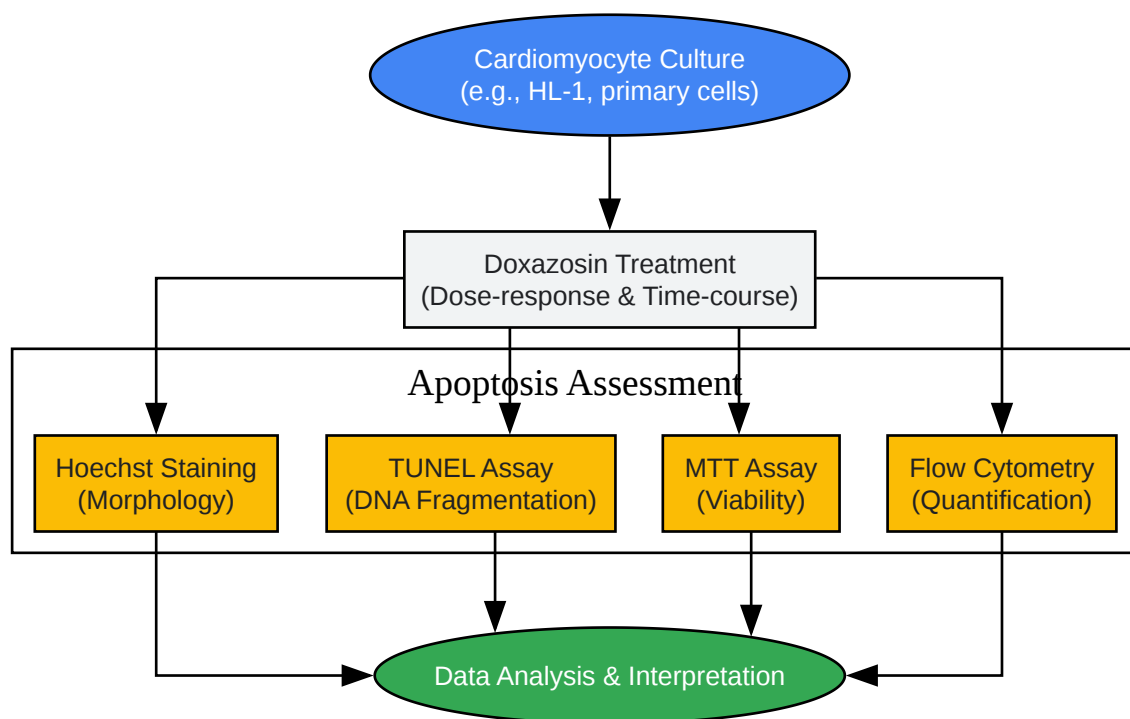 Cardiomyocyte Culture
(e.g., HL-1, primary cells)
Doxazosin Treatment
(Dose-response & Time-course)
Apoptosis Assessment
Hoechst Staining
(Morphology)
TUNEL Assay
(DNA Fragmentation)
MTT Assay
(Viability)
Flow Cytometry
(Quantification)
Data Analysis & Interpretation